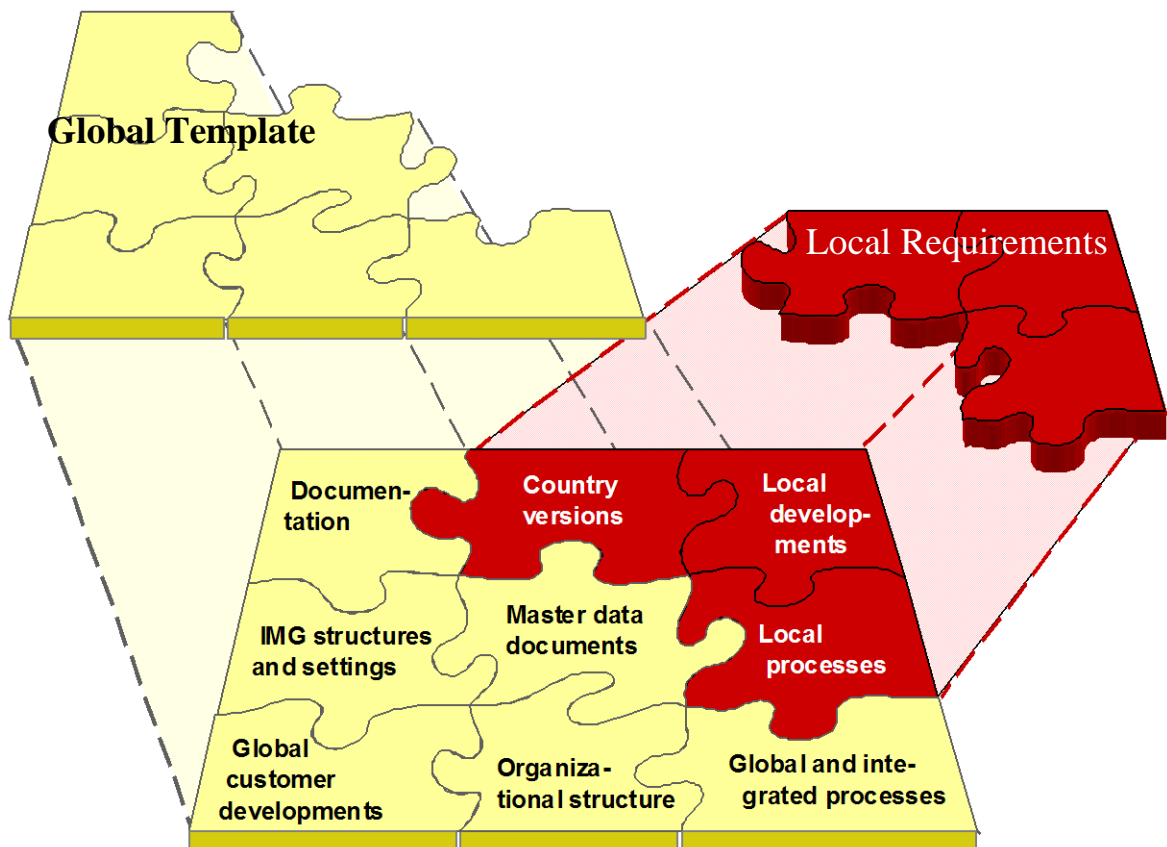 Global Template
Local Requirements
Documen-
tation
Country
versions
Local
develop-
ments
IMG structures
and settings
Master data
documents
Local
processes
Global
customer
developments
Organiza-
tional structure
Global and inte-
grated processes